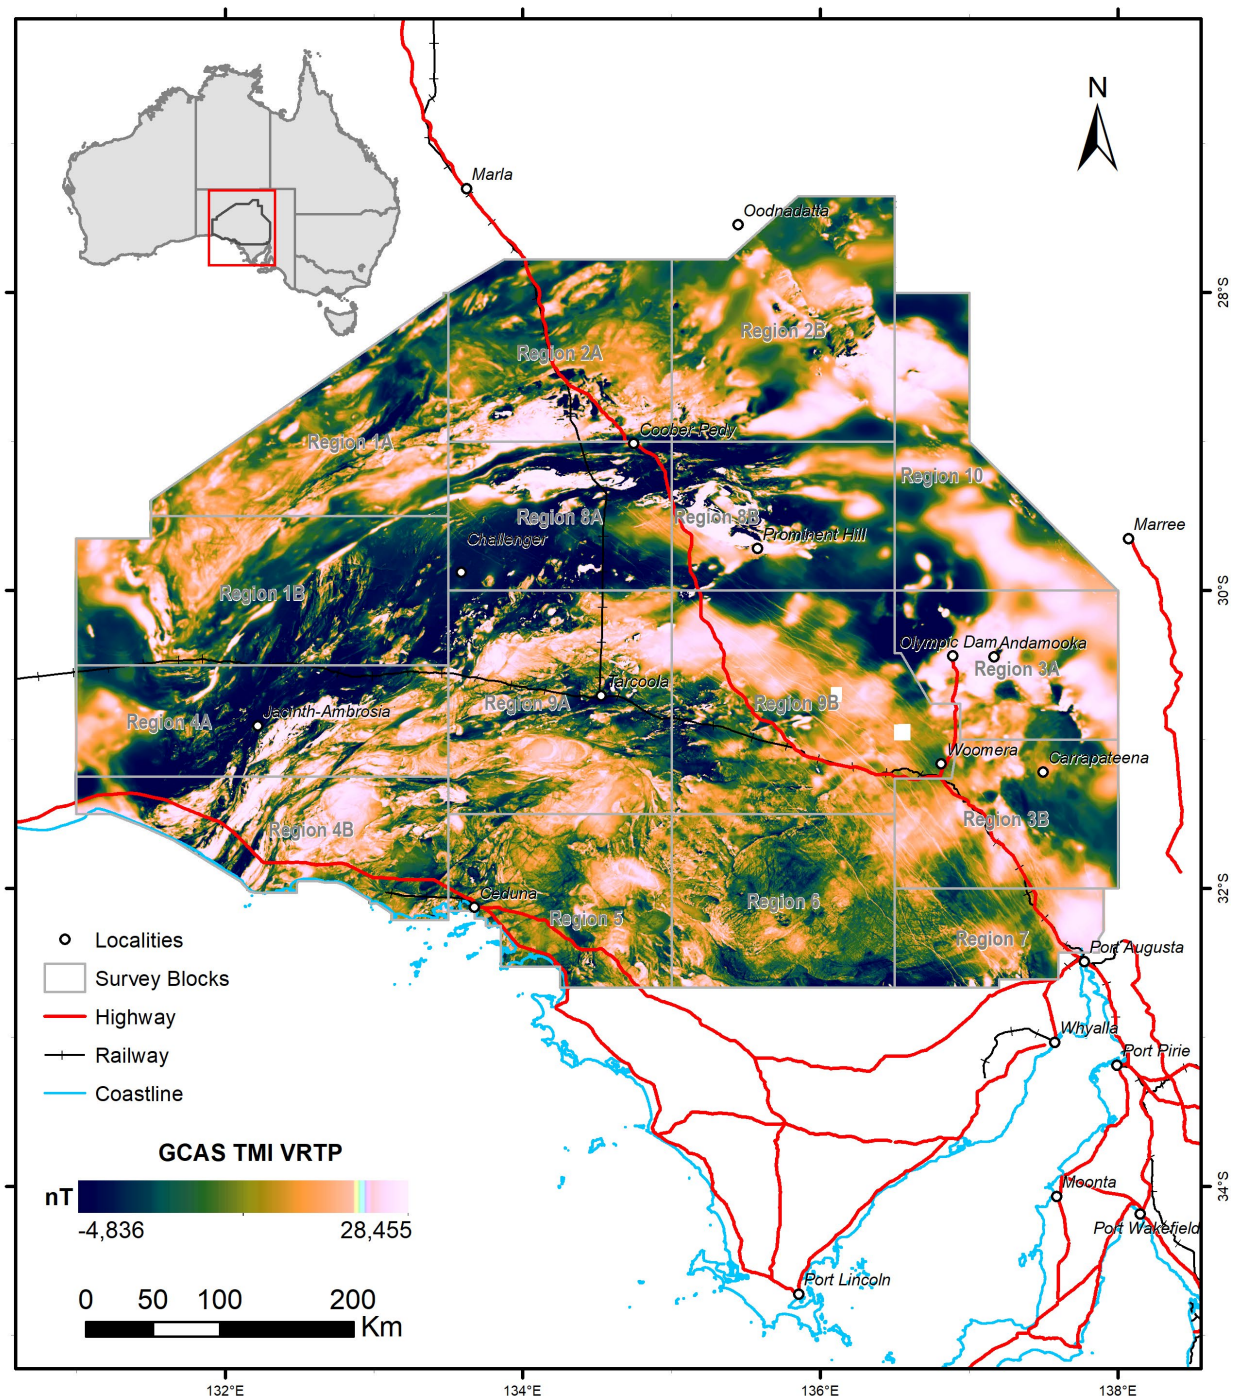 N
Marla
Oodnadatta
28°S
Region 2B
Region 2A
Coober Pedy
Region 1A
Region 10
Region 8A
Region 8B
Marree
Challenger
Prominent Hill
30°S
Region 1B
Olympic Dam
Andamooka
Region 3A
Tarcoola
Region 9A
Region 9B
Jacinth-Ambrosia
Region 4A
Woomera
Carrapateena
Region 3B
Region 4B
32°S
Ceduna
Region 6
Region 5
Region 7
Port Augusta
Localities
Survey Blocks
Highway
Railway
Coastline
Whyalla
Port Pirie
GCAS TMI VRTP
nT
-4,836
28,455
34°S
Moonta
Port Wakefield
Port Lincoln
0 50 100 200
Km
132°E
134°E
136°E
138°E